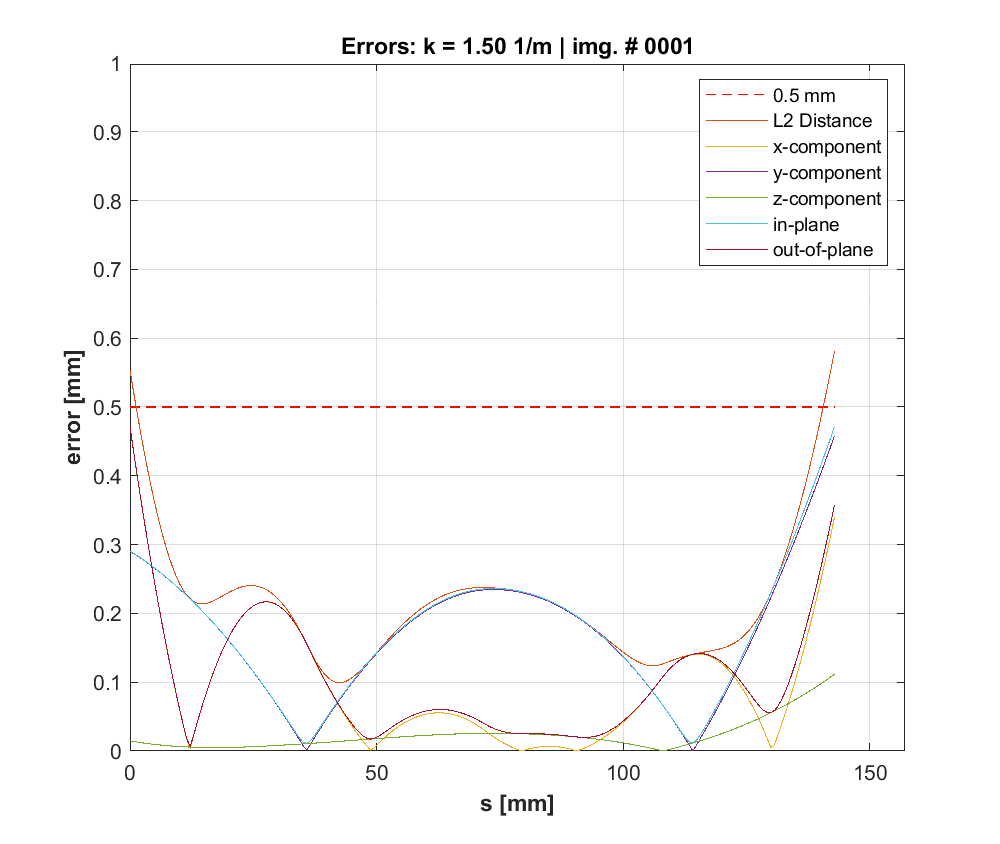 Errors: k = 1.50 1/m | img. # 0001
1
0.9
0.8
0.7
0.6
0.5
0.4
0.3
0.2
0.1
0
error [mm]
0.5 mm
L2 Distance
x-component
y-component
z-component
in-plane
out-of-plane
0 50 100 150
s [mm]